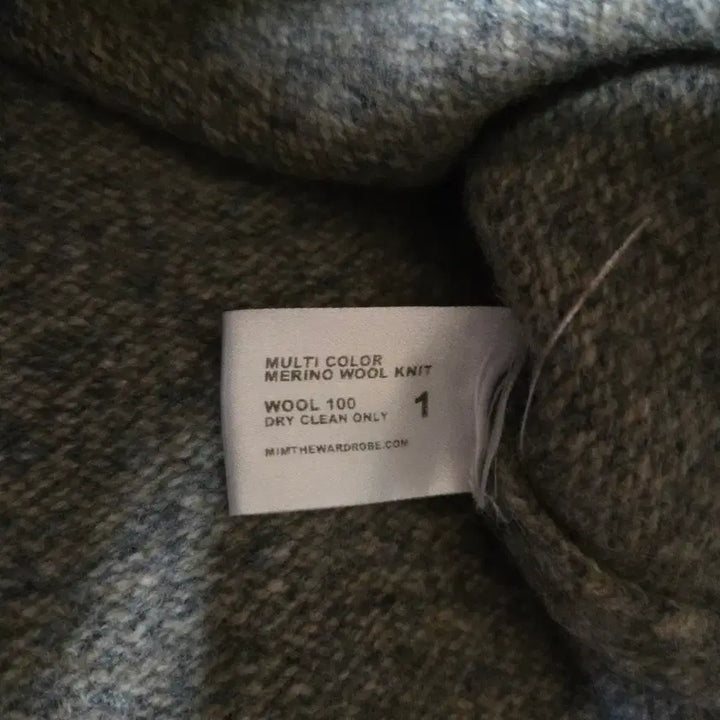 MULTI COLOR
MERINO WOOL KNIT
WOOL 100
DRY CLEAN ONLY
1
MIMTHEWARDROBE.COM